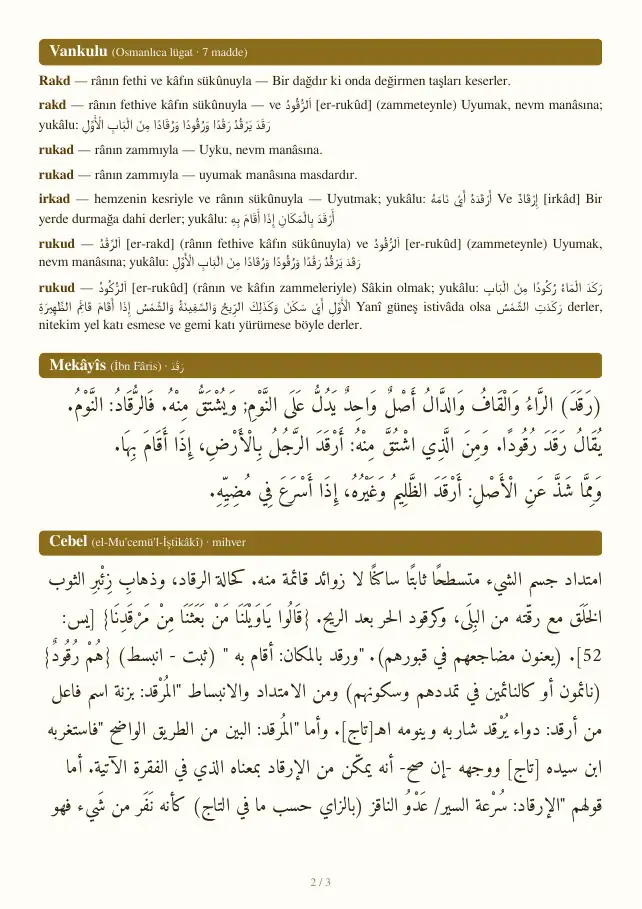 Vankulu (Osmanlıca lügat · 7 madde)
Rakd — rânın fethi ve kâfın sükûnuyla — Bir dağdır ki onda değirmen taşları keserler.
rakd — rânın fethive kâfın sükûnuyla — ve اَلرُّقُودُ [er-rukûd] (zammeteynle) Uyumak, nevm manâsına;
yukâlu: رَقَدَ يَرْقُدُ رَقْدًا وَرُقُودًا وَرُقَادًا مِنَ الْبَابِ الْأَوَّلِ
rukad — rânın zammıyla — Uyku, nevm manâsına.
rukad — rânın zammıyla — uyumak manâsına masdardır.
irkad — hemzenin kesriyle ve rânın sükûnuyla — Uyutmak; yukâlu: أَرْقَدَهُ أَيْ نَامَهُ Ve إِرْقَادٌ [irkâd] Bir
yerde durmağa dahi derler; yukâlu: أَرْقَدَ بِالْمَكَانِ إِذَا أَقَامَ بِهِ
rukud — اَلرَّقْدُ [er-rakd] (rânın fethive kâfın sükûnuyla) ve اَلرُّقُودُ [er-rukûd] (zammeteynle) Uyumak,
nevm manâsına; yukâlu: رَقَدَ يَرْقُدُ رَقْدًا وَرُقُودًا وَرُقَادًا مِنَ الْبَابِ الْأَوَّلِ
rukud — اَلرُّكُودُ [er-rukûd] (rânın ve kâfın zammeleriyle) Sâkin olmak; yukâlu: رَكَدَ الْمَاءُ رُكُودًا مِنَ الْبَابِ
الْأَوَّلِ أَيْ سَكَنَ وَكَذَلِكَ الرِّيحُ وَالسَّفِينَةُ وَالشَّمْسُ إِذَا أَقَامَ قَائِمُ الظَّهِيرَةِ Yanî güneş istivâda olsa رَكَدَتِ الشَّمْسُ derler,
nitekim yel katı esmese ve gemi katı yürümese böyle derler.
Mekâyîs (İbn Fâris) · رَقَدَ
(رَقَدَ) الرَّاءُ وَالْقَافُ وَالدَّالُ أَصْلٌ وَاحِدٌ يَدُلُّ عَلَى النَّوْمِ; وَيُشْتَقُّ مِنْهُ. فَالرُّقَادُ: النَّوْمُ.
يُقَالُ رَقَدَ رُقُودًا. وَمِنَ الَّذِي اشْتُقَّ مِنْهُ: أَرْقَدَ الرَّجُلُ بِالْأَرْضِ، إِذَا أَقَامَ بِهَا.
وَمِمَّا شَذَّ عَنِ الْأَصْلِ: أَرْقَدَ الظَّلِيمُ وَغَيْرُهُ، إِذَا أَسْرَعَ فِي مُضِيِّهِ.
Cebel (el-Mu'cemü'l-İştikâkî) · mihver
امتداد جسم الشيء متسطحًا ثابتًا ساكنًا لا زوائد قائمة منه. كحالة الرقاد، وذهابِ زِئْبِرِ الثوب
الخَلَق مع رقّته من البِلَى، وكرقود الحر بعد الريح. {قَالُوا يَاوَيْلَنَا مَنْ بَعَثَنَا مِنْ مَرْقَدِنَا} [يس:
52]. (يعنون مضاجعهم في قبورهم). "ورقد بالمكان: أقام به " (ثبت - انبسط) {هُمْ رُقُودٌ}
(نائمون أو كالنائمين في تمددهم وسكونهم) ومن الامتداد والانبساط "المُرْقد: بزنة اسم فاعل
من أرقد: دواء يُرْقد شاربه وينومه اهـ[تاج]. وأما "المُرقد: البين من الطريق الواضح "فاستغربه
ابن سيده [تاج] ووجهه -إن صح- أنه يمكّن من الإرقاد بمعناه الذي في الفقرة الآتية. أما
قولهم "الإرقاد: سُرْعة السير/ عَدْوُ الناقز (بالزاي حسب ما في التاج) كأنه نَفَر من شَيء فهو
2 / 3